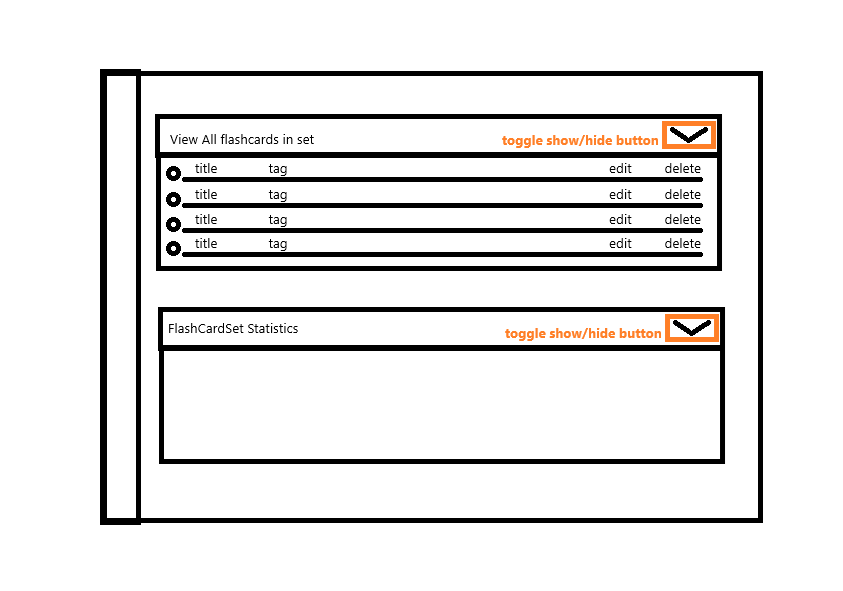 View All flashcards in set toggle show/hide button
title tag edit delete
title tag edit delete
title tag edit delete
title tag edit delete
FlashCardSet Statistics toggle show/hide button